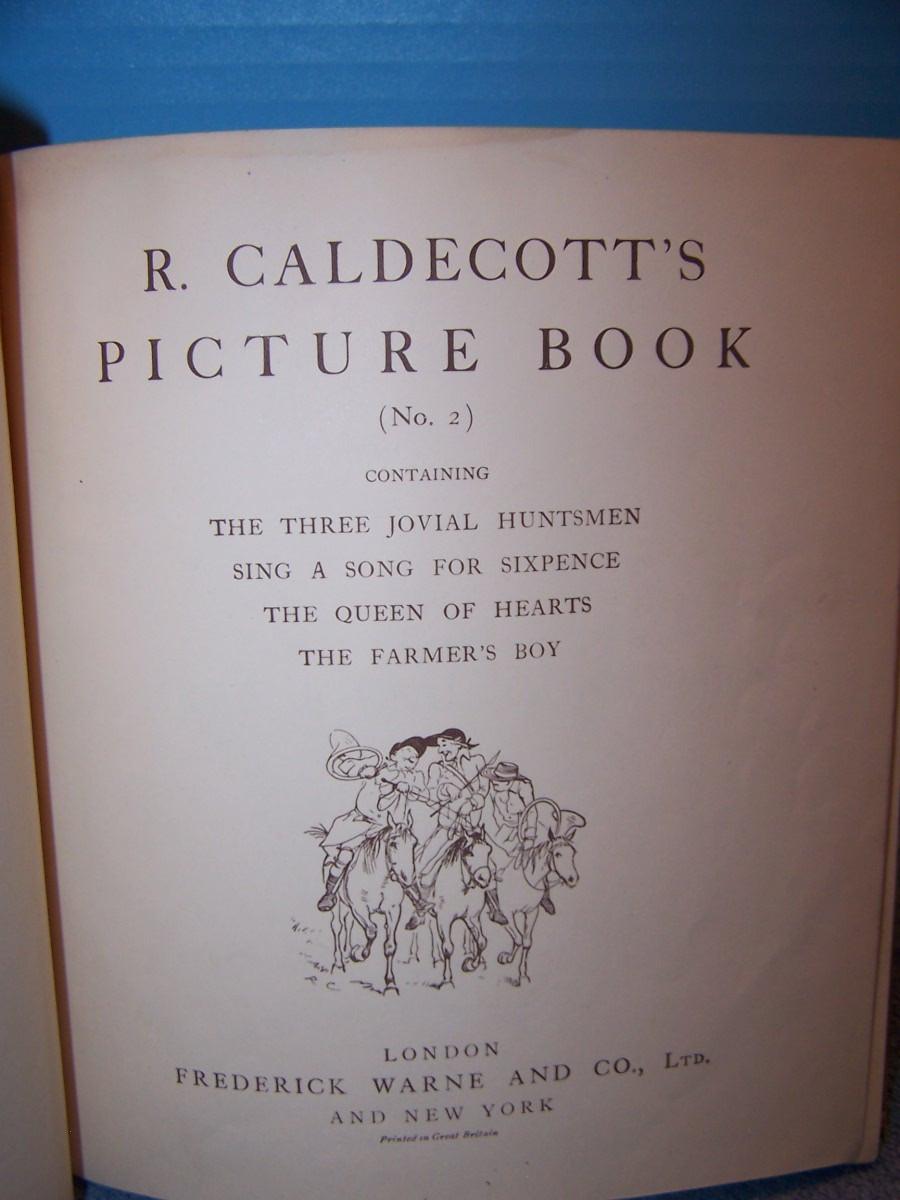 R. CALDECOTT'S
PICTURE BOOK
(No. 2)
CONTAINING
THE THREE JOVIAL HUNTSMEN
SING A SONG FOR SIXPENCE
THE QUEEN OF HEARTS
THE FARMER'S BOY
R C
LONDON
FREDERICK WARNE AND CO., LTD.
AND NEW YORK
Printed in Great Britain